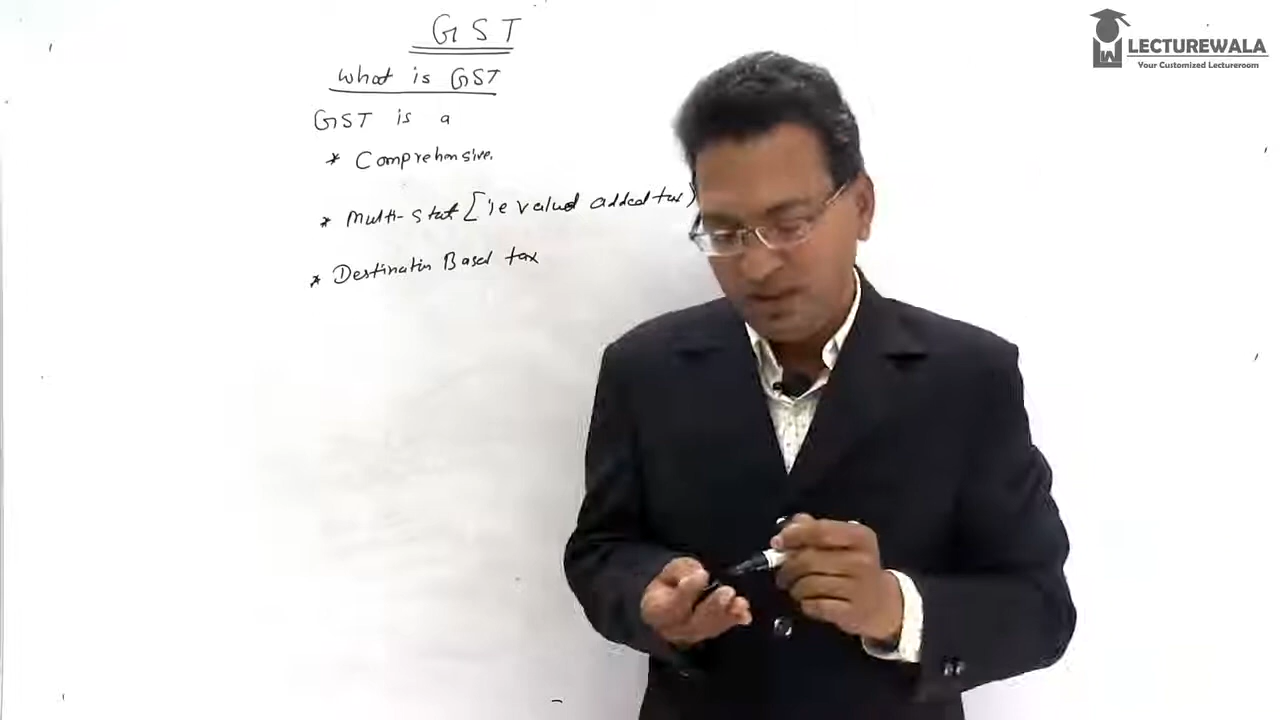 GST
LECTUREWALA
Your Customized Lectureroom
what is GST
GST is a
* Comprehensive.
* Multi-Stat [ie valued added tax)
* Destinatin Based tax